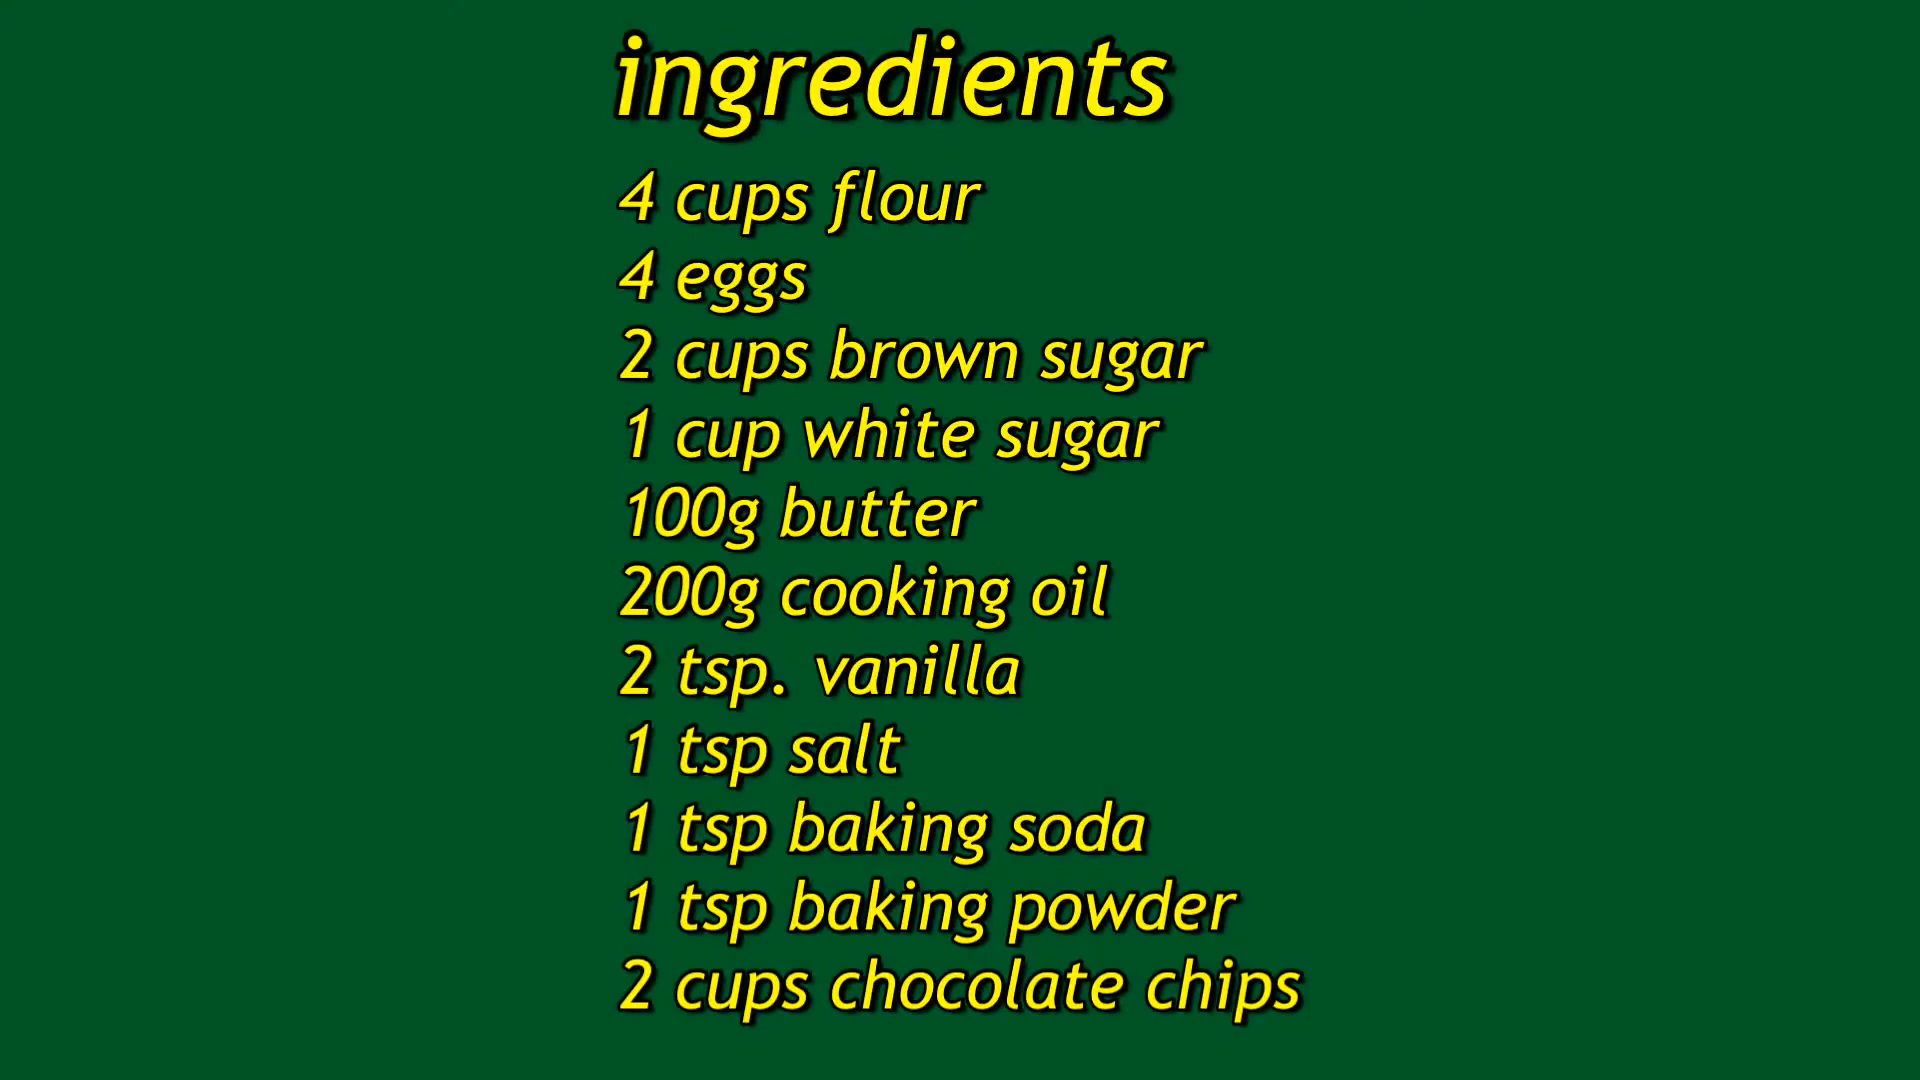 ingredients
4 cups flour
4 eggs
2 cups brown sugar
1 cup white sugar
100g butter
200g cooking oil
2 tsp. vanilla
1 tsp salt
1 tsp baking soda
1 tsp baking powder
2 cups chocolate chips